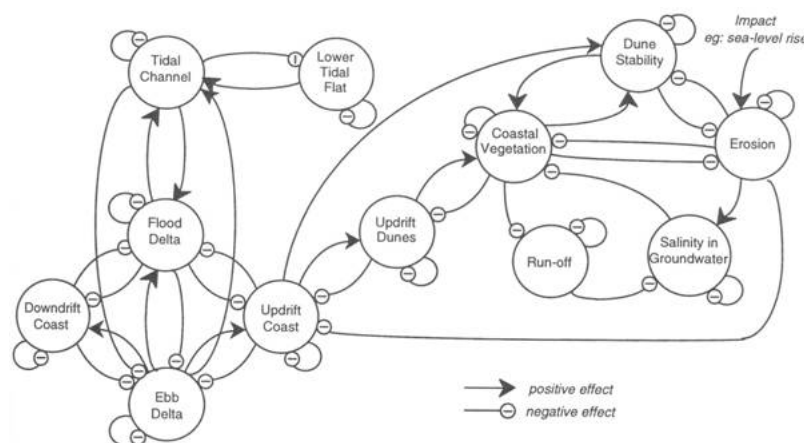 Tidal
Channel
Lower
Tidal
Flat
Dune
Stability
Impact
eg: sea-level rise
Coastal
Vegetation
Erosion
Flood
Delta
Updrift
Dunes
Run-off
Salinity in
Groundwater
Downdrift
Coast
Updrift
Coast
Ebb
Delta
positive effect
negative effect